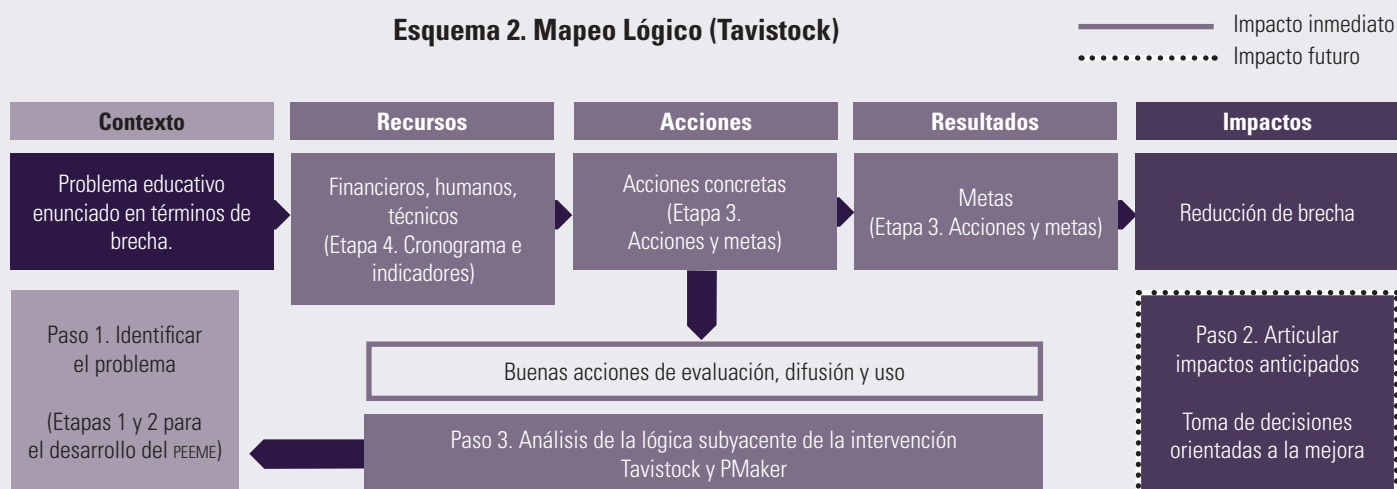 Esquema 2. Mapeo Lógico (Tavistock)
Impacto inmediato
Impacto futuro
Contexto
Recursos
Acciones
Resultados
Impactos
Problema educativo
enunciado en términos de
brecha.
Financieros, humanos,
técnicos
(Etapa 4. Cronograma e
indicadores)
Acciones concretas
(Etapa 3.
Acciones y metas)
Metas
(Etapa 3. Acciones y metas)
Reducción de brecha
Paso 1. Identificar
el problema
(Etapas 1 y 2 para
el desarrollo del PEEME)
Buenas acciones de evaluación, difusión y uso
Paso 3. Análisis de la lógica subyacente de la intervención
Tavistock y PMaker
Paso 2. Articular
impactos anticipados
Toma de decisiones
orientadas a la mejora